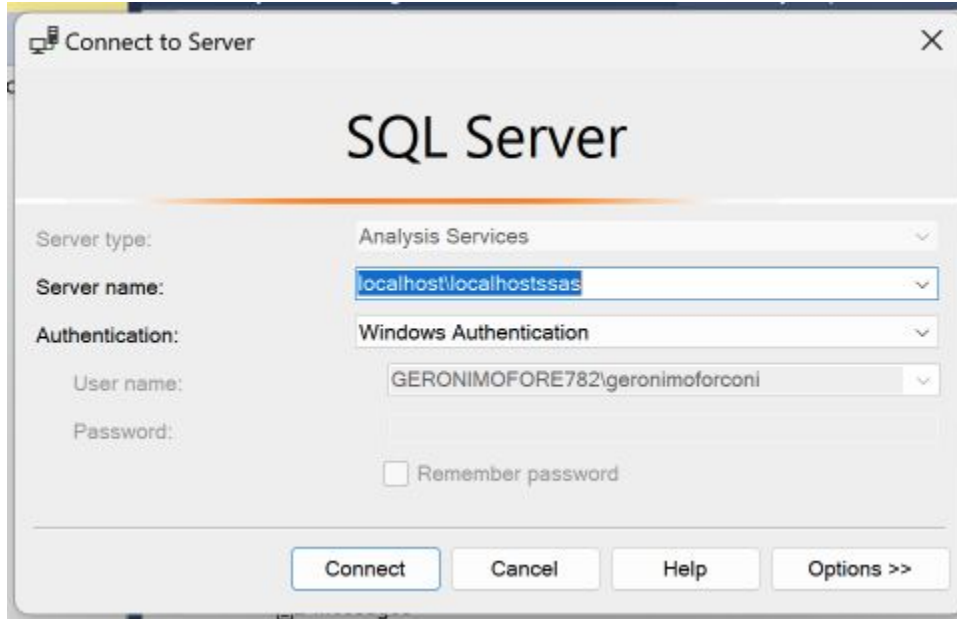 Connect to Server
SQL Server
Server type: Analysis Services
Server name: localhost\localhostssas
Authentication: Windows Authentication
User name: GERONIMOFORE782\geronimoforconi
Password:
Remember password
Connect Cancel Help Options >>